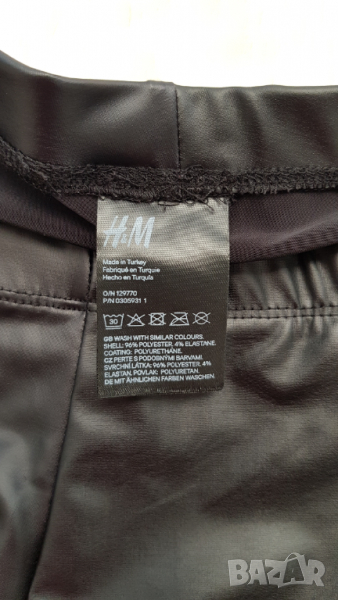 H&M
Made in Turkey
Fabriqué en Turquie
Hecho en Turquía
O/N 129770
P/N 0305931 1
30
GB WASH WITH SIMILAR COLOURS.
SHELL: 96% POLYESTER, 4% ELASTANE.
COATING: POLYURETHANE.
CZ PERTE S PODOBNÝMI BARVAMI.
SVRCHNÍ LÁTKA: 96% POLYESTER, 4%
ELASTAN. POVLAK: POLYURETAN.
DE MIT ÄHNLICHEN FARBEN WASCHEN.
BAZAR